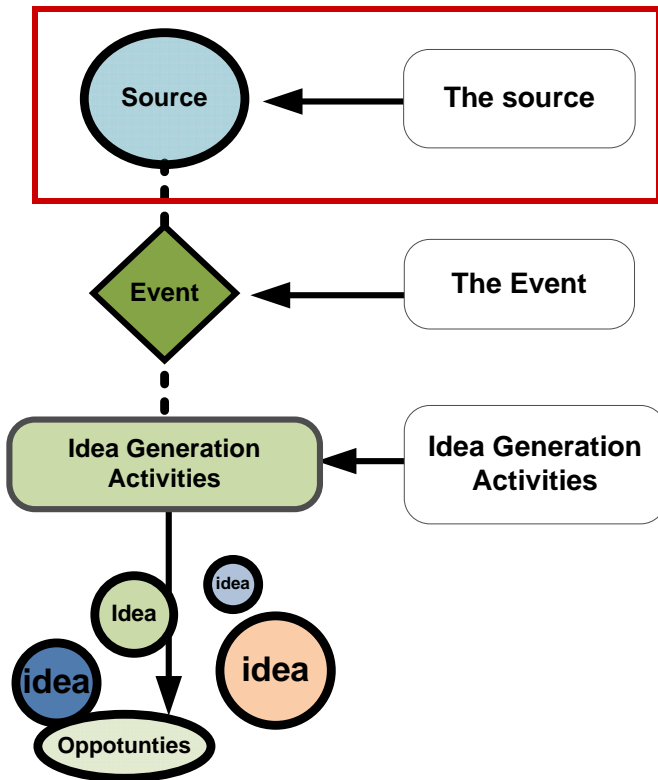 Source
The source
Event
The Event
Idea Generation
Activities
Idea Generation
Activities
idea
Idea
idea
idea
Oppotunties